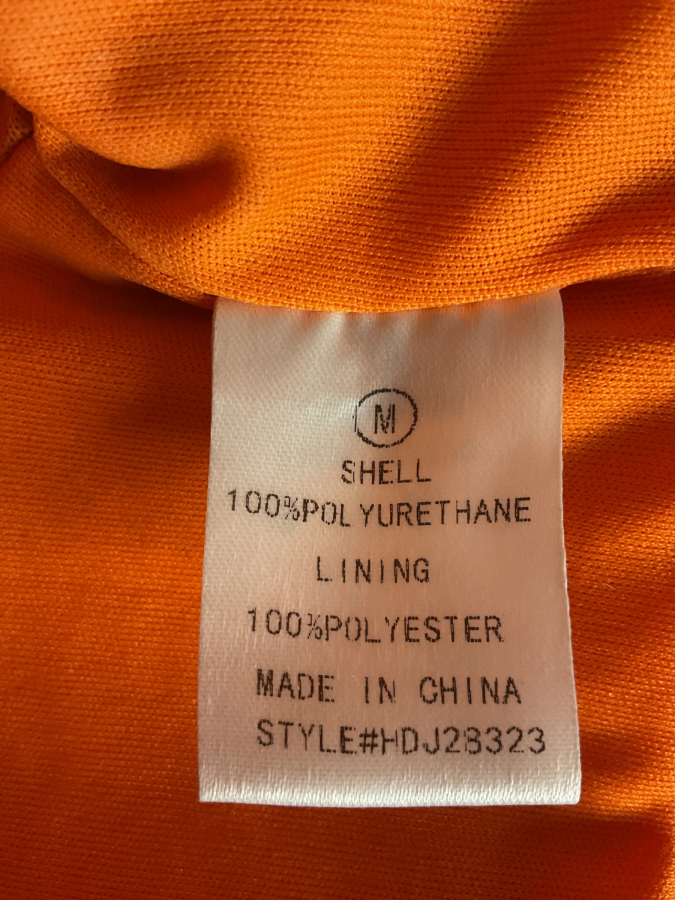 M
SHELL
100%POLYURETHANE
LINING
100%POLYESTER
MADE IN CHINA
STYLE#HDJ28323